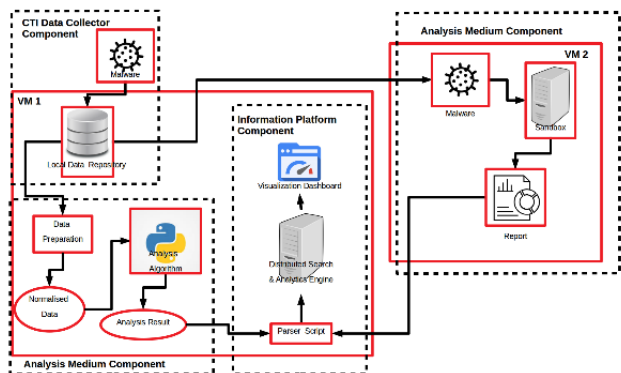 CTI Data Collector
Component
Malware
VM 1
Local Data Repository
Analysis Medium Component
VM 2
Malware
Sandbox
Report
Information Platform
Component
Visualization Dashboard
Distributed Search
& Analytics Engine
Parser Script
Data
Preparation
Normalised
Data
Analysis
Algorithm
Analysis Result
Analysis Medium Component